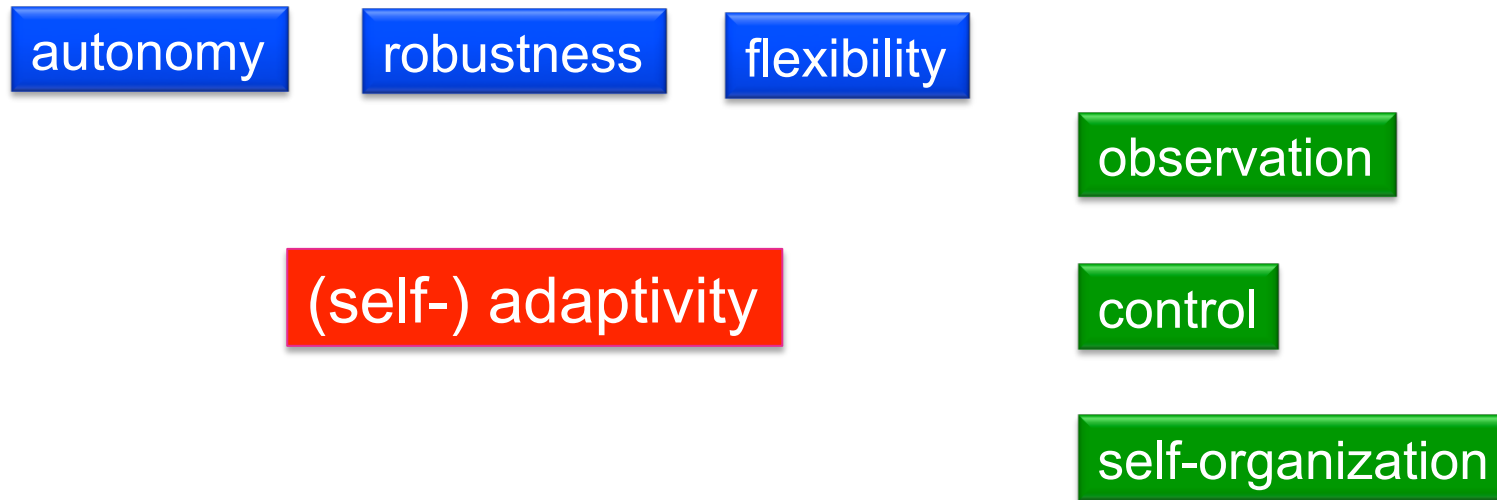 autonomy
robustness
flexibility
observation
(self-) adaptivity
control
self-organization